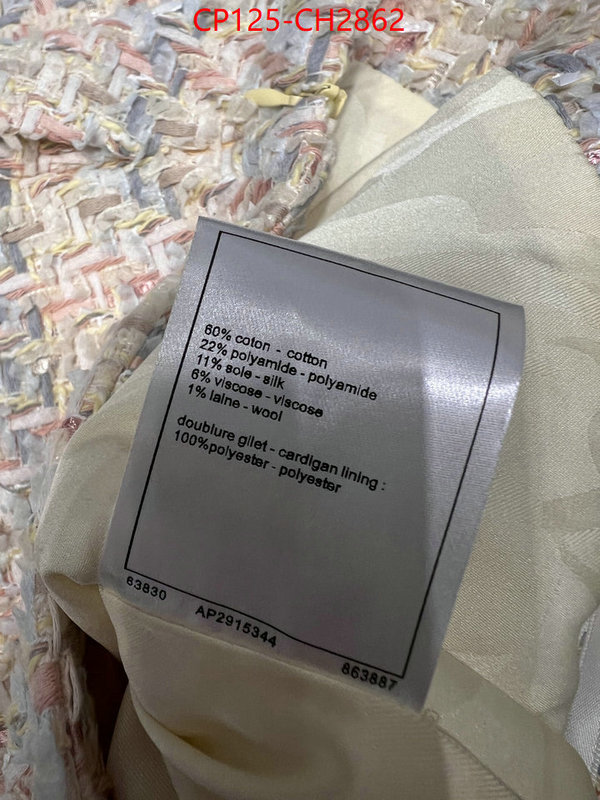 CP125-CH2862
60% coton - cotton
22% polyamide - polyamide
11% soie - silk
6% viscose - viscose
1% laine - wool
doublure gilet - cardigan lining :
100%polyester - polyester
63830
AP2915344
863887